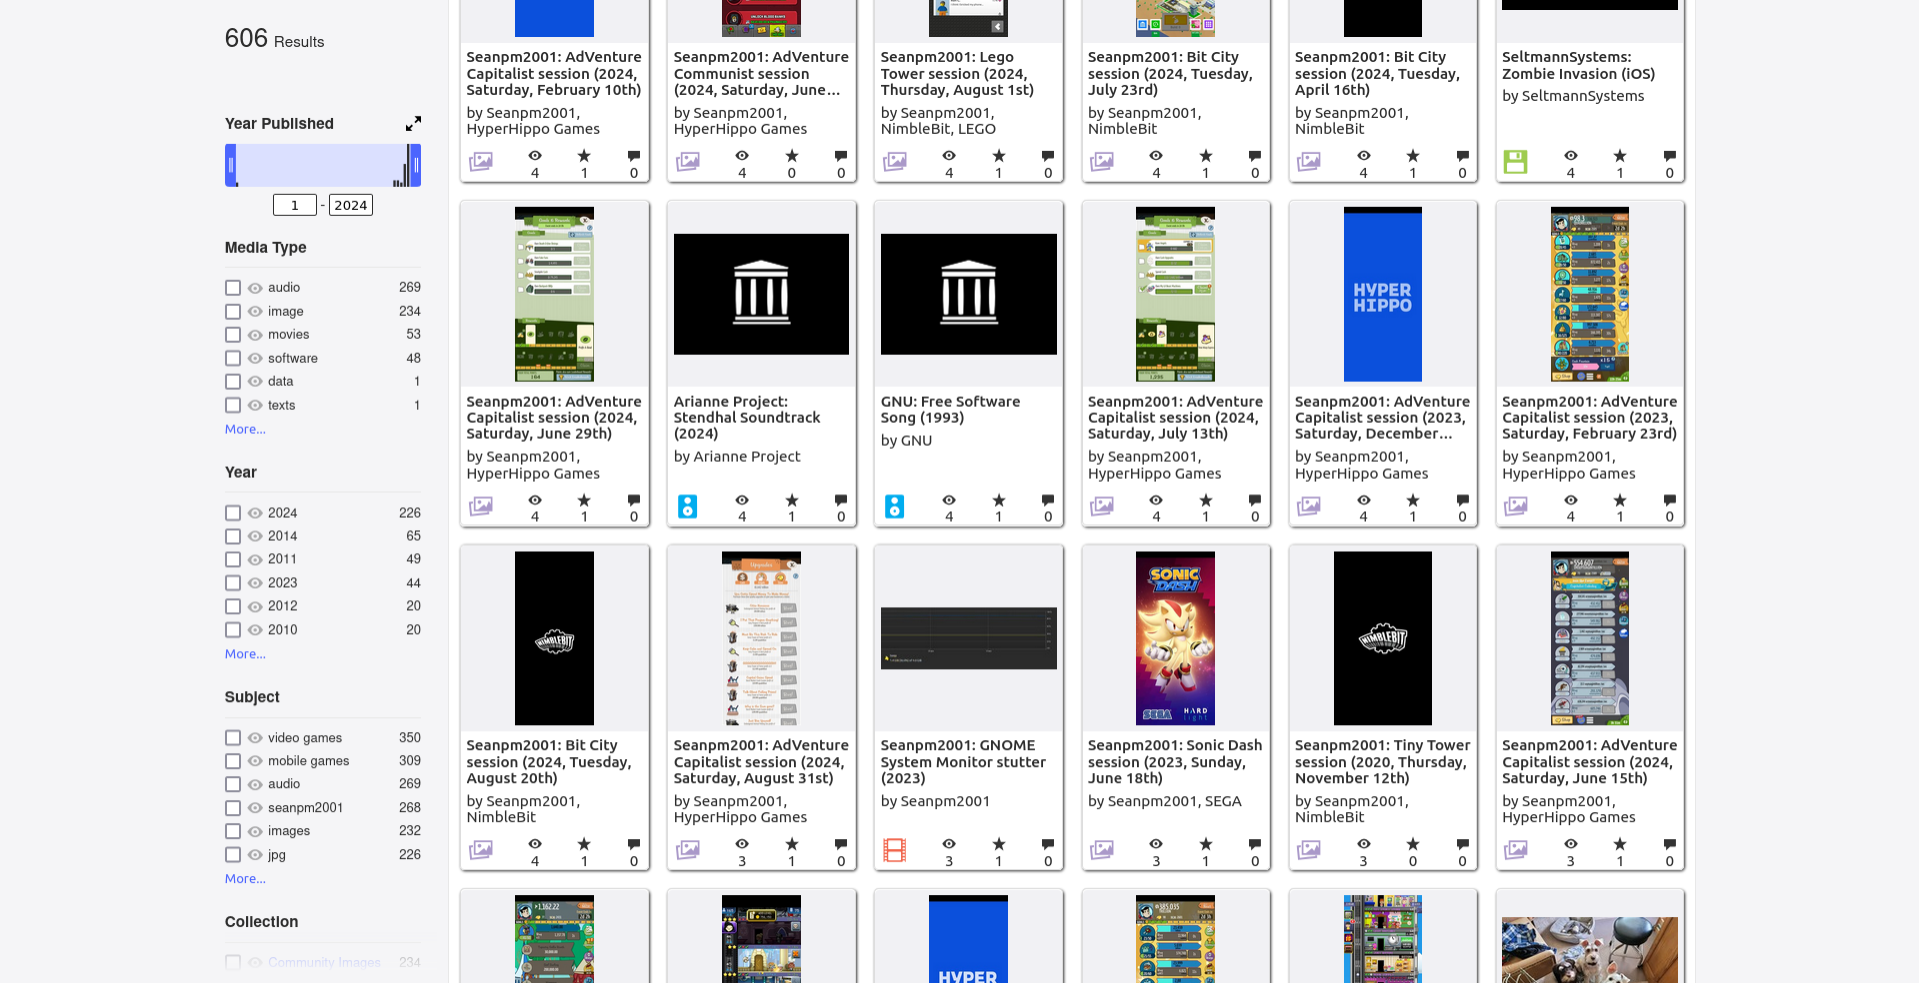 606 Results
Year Published
1 - 2024
Media Type
audio 269
image 234
movies 53
software 48
data 1
texts 1
More...
Year
2024 226
2014 65
2011 49
2023 44
2012 20
2010 20
More...
Subject
video games 350
mobile games 309
audio 269
seanpm2001 268
images 232
jpg 226
More...
Collection
Community Images 234
Seanpm2001: AdVenture
Capitalist session (2024,
Saturday, February 10th)
by Seanpm2001,
HyperHippo Games
4 1 0
Seanpm2001: AdVenture
Communist session
(2024, Saturday, June...
by Seanpm2001,
HyperHippo Games
4 0 0
Seanpm2001: Lego
Tower session (2024,
Thursday, August 1st)
by Seanpm2001,
NimbleBit, LEGO
4 1 0
Seanpm2001: Bit City
session (2024, Tuesday,
July 23rd)
by Seanpm2001,
NimbleBit
4 1 0
Seanpm2001: Bit City
session (2024, Tuesday,
April 16th)
by Seanpm2001,
NimbleBit
4 1 0
SeltmannSystems:
Zombie Invasion (iOS)
by SeltmannSystems
4 1 0
Seanpm2001: AdVenture
Capitalist session (2024,
Saturday, June 29th)
by Seanpm2001,
HyperHippo Games
4 1 0
Arianne Project:
Stendhal Soundtrack
(2024)
by Arianne Project
4 1 0
GNU: Free Software
Song (1993)
by GNU
4 1 0
Seanpm2001: AdVenture
Capitalist session (2024,
Saturday, July 13th)
by Seanpm2001,
HyperHippo Games
4 1 0
HYPER
HIPPO
Seanpm2001: AdVenture
Capitalist session (2023,
Saturday, December...
by Seanpm2001,
HyperHippo Games
4 1 0
Seanpm2001: AdVenture
Capitalist session (2023,
Saturday, February 23rd)
by Seanpm2001,
HyperHippo Games
4 1 0
NIMBLEBIT
Seanpm2001: Bit City
session (2024, Tuesday,
August 20th)
by Seanpm2001,
NimbleBit
4 1 0
Upgrades
Seanpm2001: AdVenture
Capitalist session (2024,
Saturday, August 31st)
by Seanpm2001,
HyperHippo Games
3 1 0
Seanpm2001: GNOME
System Monitor stutter
(2023)
by Seanpm2001
3 1 0
SONIC
DASH
SEGA HARD
light
Seanpm2001: Sonic Dash
session (2023, Sunday,
June 18th)
by Seanpm2001, SEGA
3 1 0
NIMBLEBIT
Seanpm2001: Tiny Tower
session (2020, Thursday,
November 12th)
by Seanpm2001,
NimbleBit
3 0 0
554.607
Seanpm2001: AdVenture
Capitalist session (2024,
Saturday, June 15th)
by Seanpm2001,
HyperHippo Games
3 1 0
1,162.22
HYPER
385.035